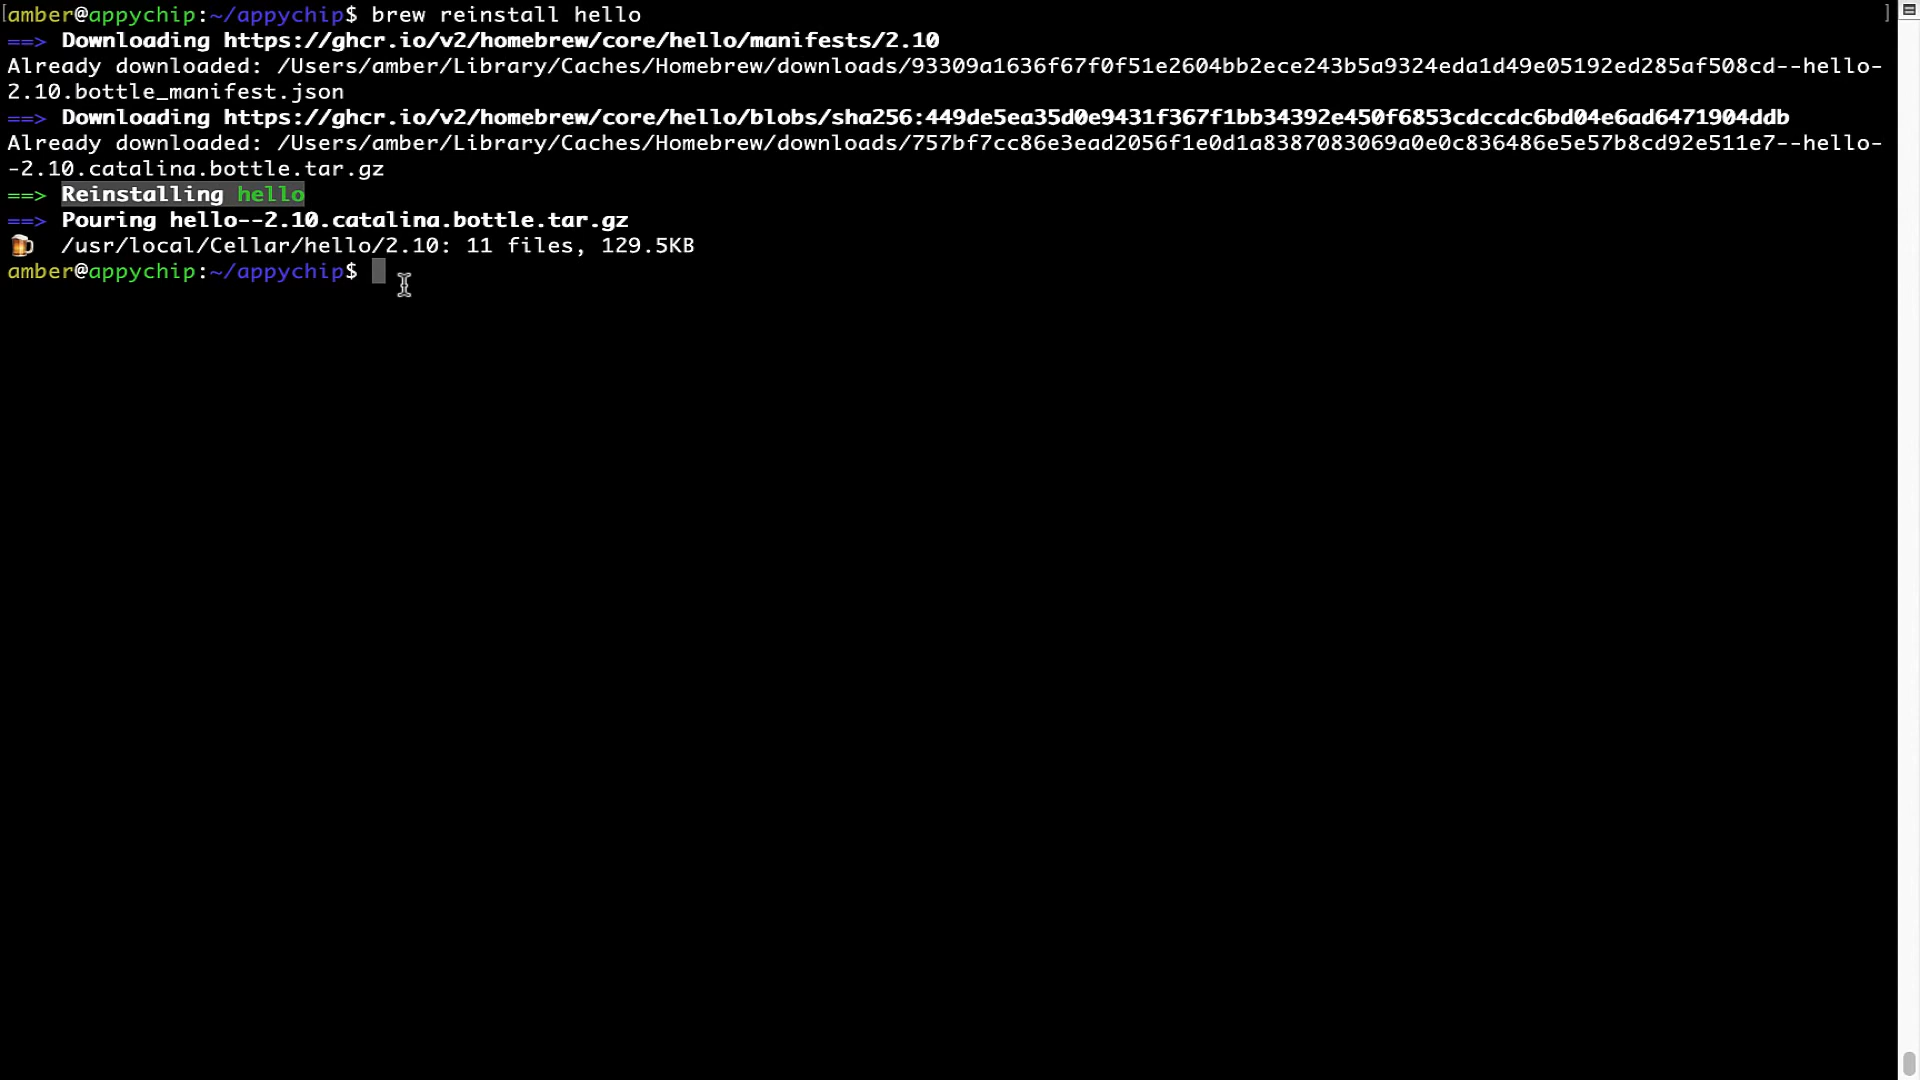 amber@appychip:~/appychip$ brew reinstall hello
==> Downloading https://ghcr.io/v2/homebrew/core/hello/manifests/2.10
Already downloaded: /Users/amber/Library/Caches/Homebrew/downloads/93309a1636f67f0f51e2604bb2ece243b5a9324eda1d49e05192ed285af508cd--hello-
2.10.bottle_manifest.json
==> Downloading https://ghcr.io/v2/homebrew/core/hello/blobs/sha256:449de5ea35d0e9431f367f1bb34392e450f6853cdccdc6bd04e6ad6471904ddb
Already downloaded: /Users/amber/Library/Caches/Homebrew/downloads/757bf7cc86e3ead2056f1e0d1a8387083069a0e0c836486e5e57b8cd92e511e7--hello-
-2.10.catalina.bottle.tar.gz
==> Reinstalling hello
==> Pouring hello--2.10.catalina.bottle.tar.gz
🍺 /usr/local/Cellar/hello/2.10: 11 files, 129.5KB
amber@appychip:~/appychip$